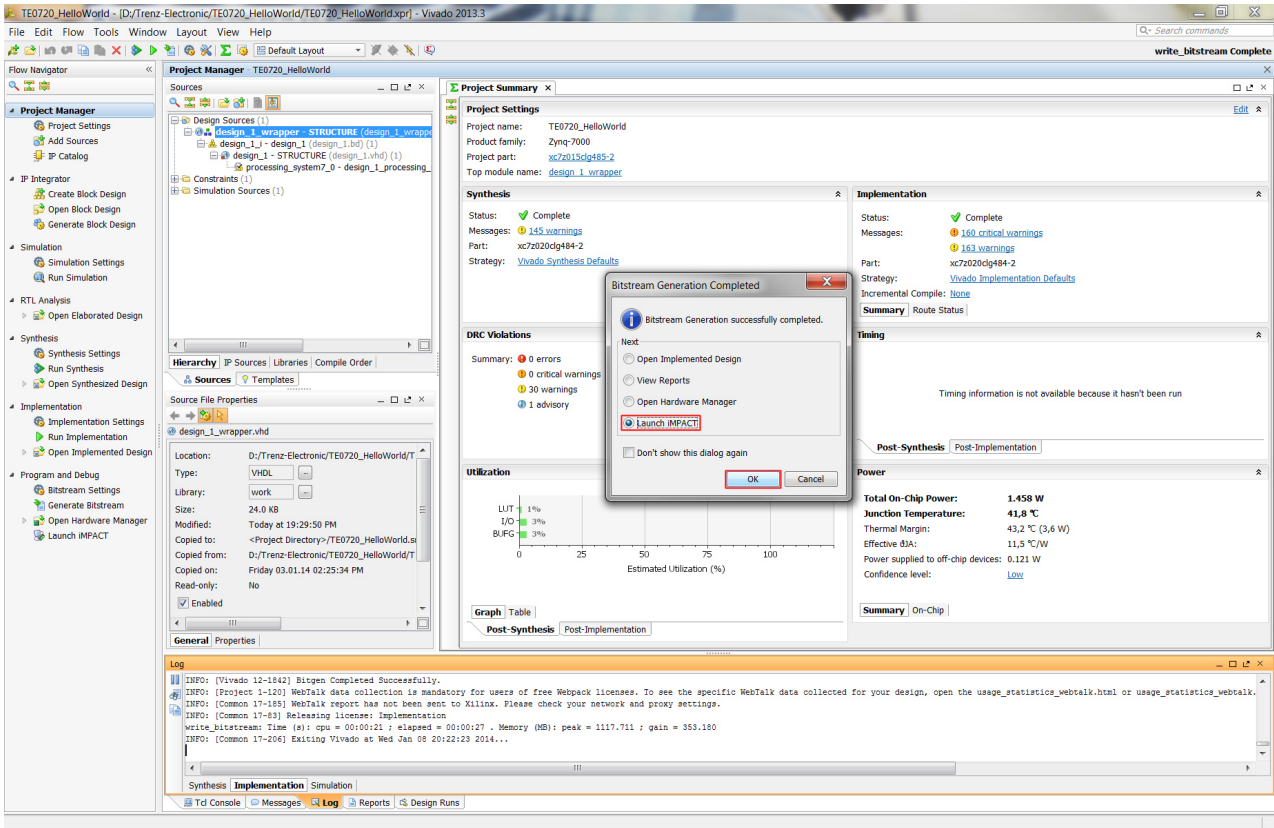 TE0720_HelloWorld - [D:/Trenz-Electronic/TE0720_HelloWorld/TE0720_HelloWorld.xpr] - Vivado 2013.3
File Edit Flow Tools Window Layout View Help
Search commands
Default Layout
write_bitstream Complete
Flow Navigator
Project Manager
Project Settings
Add Sources
IP Catalog
IP Integrator
Create Block Design
Open Block Design
Generate Block Design
Simulation
Simulation Settings
Run Simulation
RTL Analysis
Open Elaborated Design
Synthesis
Synthesis Settings
Run Synthesis
Open Synthesized Design
Implementation
Implementation Settings
Run Implementation
Open Implemented Design
Program and Debug
Bitstream Settings
Generate Bitstream
Open Hardware Manager
Launch iMPACT
Project Manager - TE0720_HelloWorld
Sources
Design Sources (1)
design_1_wrapper - STRUCTURE (design_1_wrappe
design_1_i - design_1 (design_1.bd) (1)
design_1 - STRUCTURE (design_1.vhd) (1)
processing_system7_0 - design_1_processing_
Constraints (1)
Simulation Sources (1)
Hierarchy IP Sources Libraries Compile Order
Sources Templates
Source File Properties
design_1_wrapper.vhd
Location: D:/Trenz-Electronic/TE0720_HelloWorld/T
Type: VHDL
Library: work
Size: 24.0 KB
Modified: Today at 19:29:50 PM
Copied to: <Project Directory>/TE0720_HelloWorld.s
Copied from: D:/Trenz-Electronic/TE0720_HelloWorld/T
Copied on: Friday 03.01.14 02:25:34 PM
Read-only: No
Enabled
General Properties
Project Summary
Project Settings
Edit
Project name: TE0720_HelloWorld
Product family: Zynq-7000
Project part: xc7z015clg485-2
Top module name: design_1_wrapper
Synthesis
Status: Complete
Messages: 145 warnings
Part: xc7z020clg484-2
Strategy: Vivado Synthesis Defaults
Implementation
Status: Complete
Messages: 160 critical warnings
163 warnings
Part: xc7z020clg484-2
Strategy: Vivado Implementation Defaults
Incremental Compile: None
Summary Route Status
DRC Violations
Summary: 0 errors
0 critical warnings
30 warnings
1 advisory
Timing
Timing information is not available because it hasn't been run
Post-Synthesis Post-Implementation
Bitstream Generation Completed
Bitstream Generation successfully completed.
Next
Open Implemented Design
View Reports
Open Hardware Manager
Launch iMPACT
Don't show this dialog again
OK Cancel
Utilization
LUT 1%
I/O 3%
BUFG 3%
0 25 50 75 100
Estimated Utilization (%)
Graph Table
Post-Synthesis Post-Implementation
Power
Total On-Chip Power: 1.458 W
Junction Temperature: 41,8 °C
Thermal Margin: 43,2 °C (3,6 W)
Effective ϑJA: 11,5 °C/W
Power supplied to off-chip devices: 0.121 W
Confidence level: Low
Summary On-Chip
Log
INFO: [Vivado 12-1842] Bitgen Completed Successfully.
INFO: [Project 1-120] WebTalk data collection is mandatory for users of free Webpack licenses. To see the specific WebTalk data collected for your design, open the usage_statistics_webtalk.html or usage_statistics_webtalk.
INFO: [Common 17-185] WebTalk report has not been sent to Xilinx. Please check your network and proxy settings.
INFO: [Common 17-83] Releasing license: Implementation
write_bitstream: Time (s): cpu = 00:00:21 ; elapsed = 00:00:27 . Memory (MB): peak = 1117.711 ; gain = 353.180
INFO: [Common 17-206] Exiting Vivado at Wed Jan 08 20:22:23 2014...
Synthesis Implementation Simulation
Tcl Console Messages Log Reports Design Runs